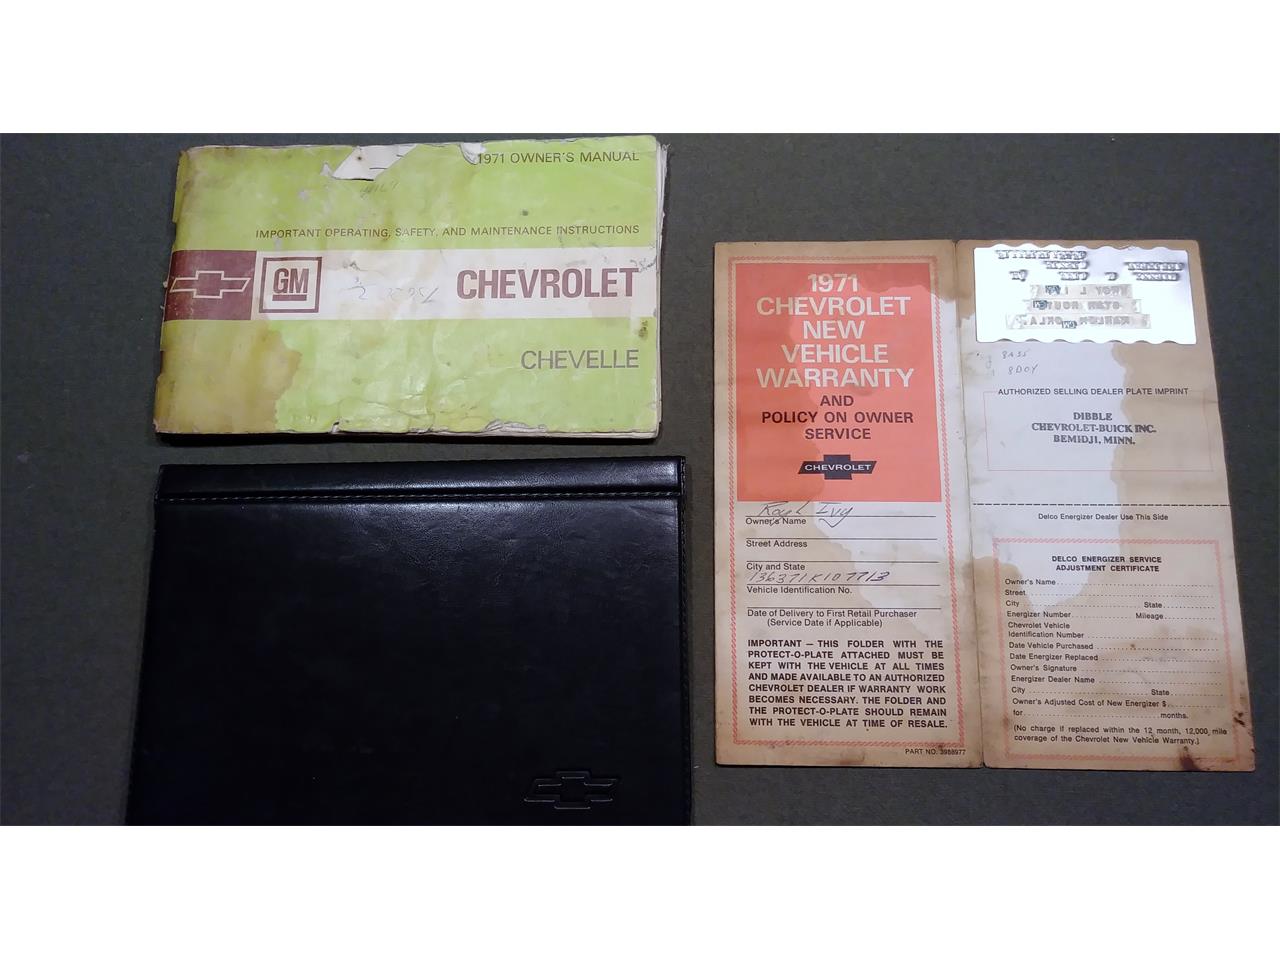 1971 OWNER'S MANUAL
IMPORTANT OPERATING, SAFETY, AND MAINTENANCE INSTRUCTIONS
GM
CHEVROLET
CHEVELLE
1971
CHEVROLET
NEW
VEHICLE
WARRANTY
AND
POLICY ON OWNER
SERVICE
CHEVROLET
Roy L Ivy
Owner's Name
Street Address
City and State
136371K107713
Vehicle Identification No.
Date of Delivery to First Retail Purchaser
(Service Date if Applicable)
IMPORTANT — THIS FOLDER WITH THE
PROTECT-O-PLATE ATTACHED MUST BE
KEPT WITH THE VEHICLE AT ALL TIMES
AND MADE AVAILABLE TO AN AUTHORIZED
CHEVROLET DEALER IF WARRANTY WORK
BECOMES NECESSARY. THE FOLDER AND
THE PROTECT-O-PLATE SHOULD REMAIN
WITH THE VEHICLE AT TIME OF RESALE.
PART NO. 3988977
AUTHORIZED SELLING DEALER PLATE IMPRINT
DIBBLE
CHEVROLET-BUICK INC.
BEMIDJI, MINN.
Delco Energizer Dealer Use This Side
DELCO ENERGIZER SERVICE
ADJUSTMENT CERTIFICATE
Owner's Name
Street
City State
Energizer Number Mileage
Chevrolet Vehicle
Identification Number
Date Vehicle Purchased
Date Energizer Replaced
Owner's Signature
Energizer Dealer Name
City State
Owner's Adjusted Cost of New Energizer $
for months.
(No charge if replaced within the 12 month, 12,000 mile
coverage of the Chevrolet New Vehicle Warranty.)